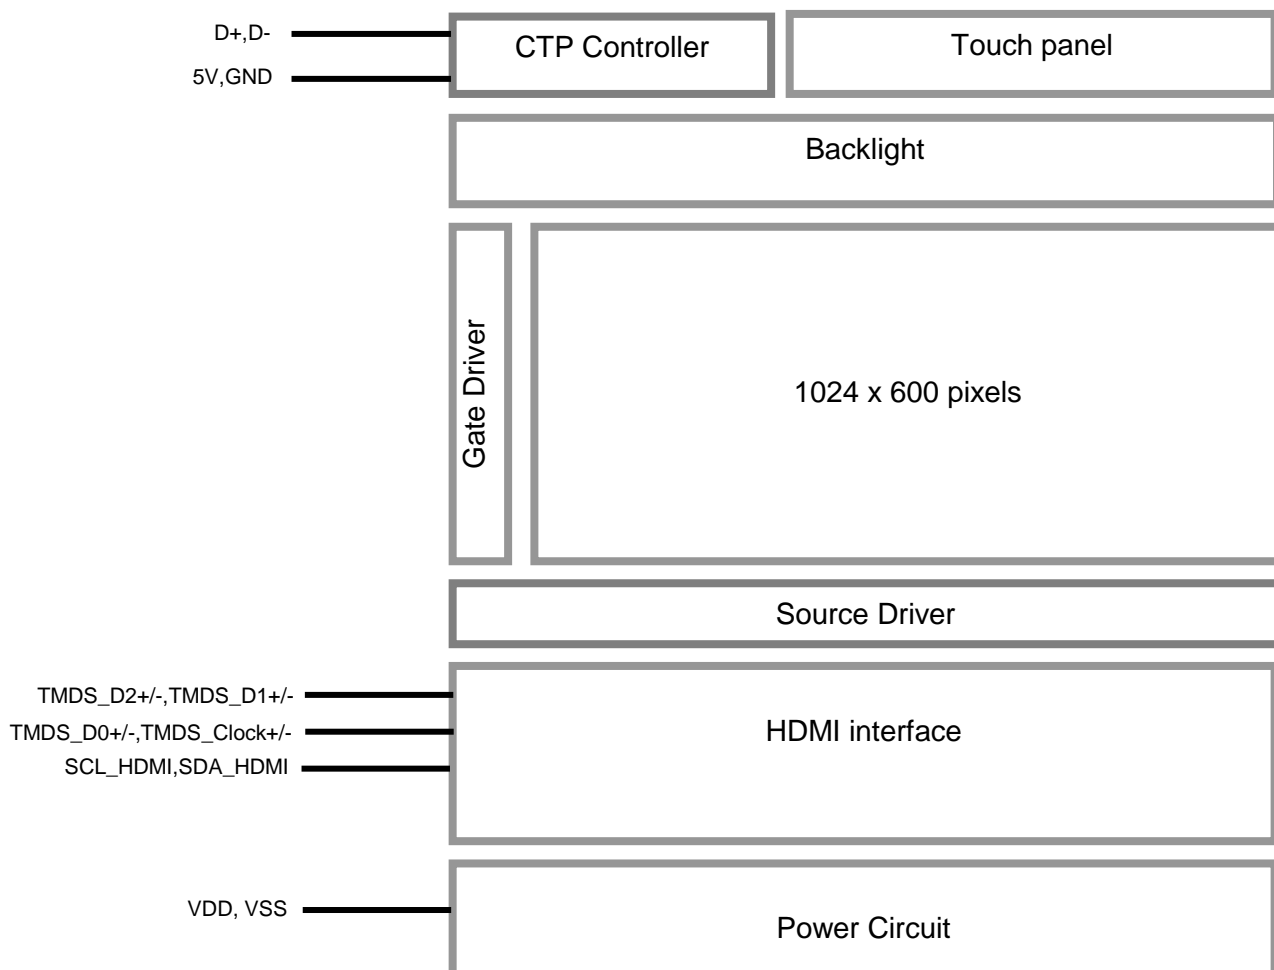 D+,D-
CTP Controller
Touch panel
5V,GND
Backlight
Gate Driver
1024 x 600 pixels
Source Driver
TMDS_D2+/-,TMDS_D1+/-
TMDS_D0+/-,TMDS_Clock+/-
HDMI interface
SCL_HDMI,SDA_HDMI
VDD, VSS
Power Circuit